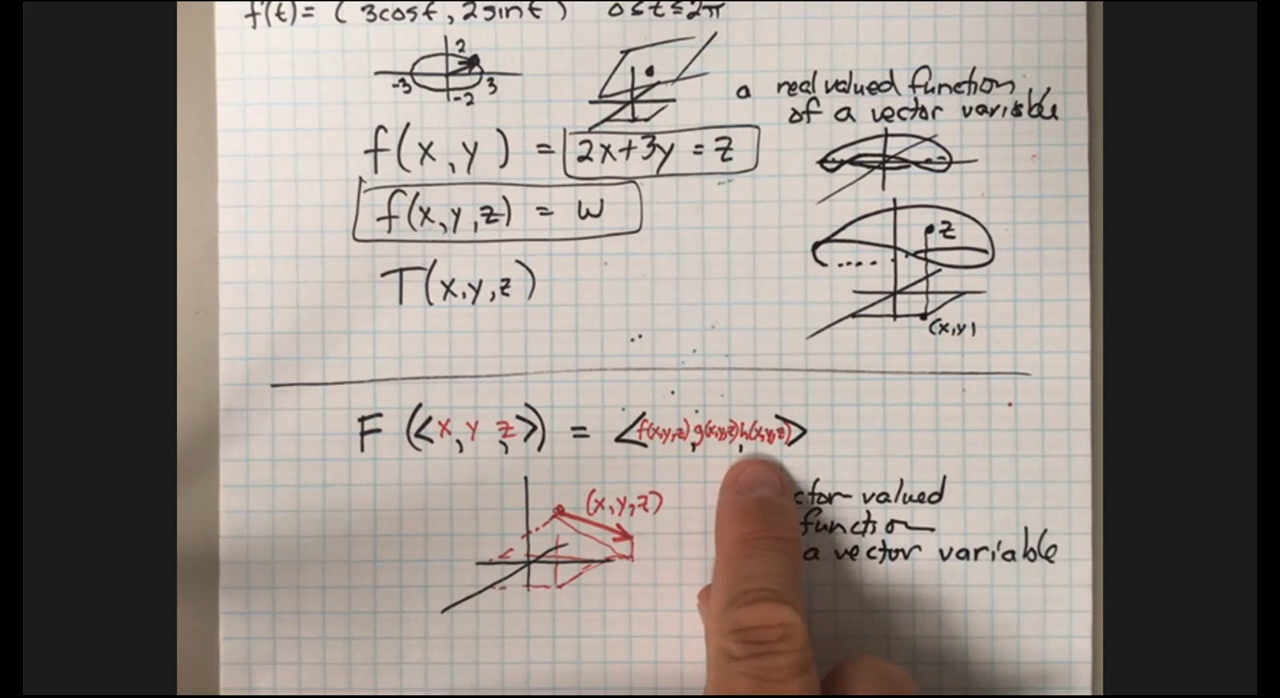 f(t) = ( 3cost , 2sint ) 0 ≤ t ≤ 2π
2
-3 3
-2
a real valued function
of a vector variable
f(x,y) = 2x+3y = z
f(x,y,z) = w
z
T(x,y,z)
(x,y)
F (<x,y,z>) = <f(x,y,z),g(x,y,z),h(x,y,z)>
(x,y,z)
ctor-valued
function
a vector variable